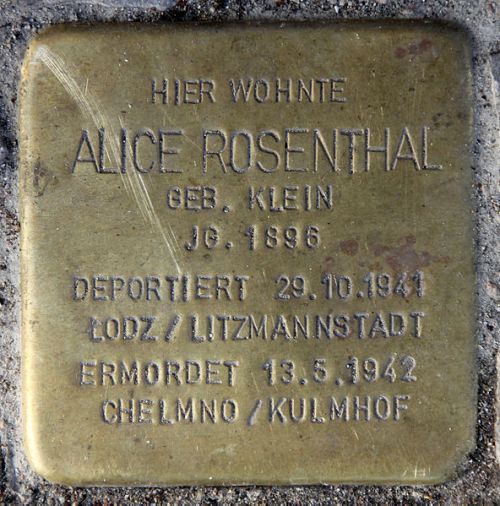 HIER WOHNTE
ALICE ROSENTHAL
GEB. KLEIN
JG. 1896
DEPORTIERT 29.10.1941
ŁODZ / LITZMANNSTADT
ERMORDET 13.5.1942
CHELMNO / KULMHOF